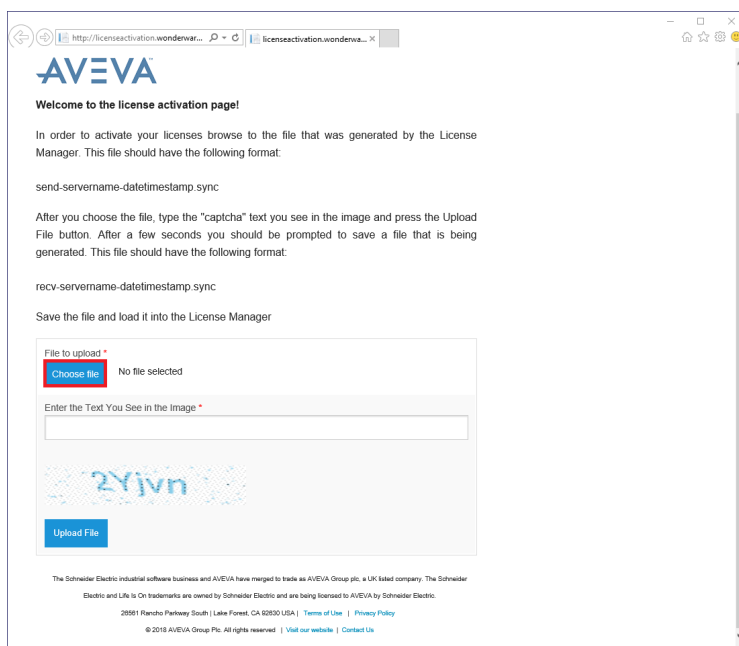 http://licenseactivation.wonderwar...
licenseactivation.wonderwa...
AVEVA
Welcome to the license activation page!
In order to activate your licenses browse to the file that was generated by the License
Manager. This file should have the following format:
send-servername-datetimestamp.sync
After you choose the file, type the "captcha" text you see in the image and press the Upload
File button. After a few seconds you should be prompted to save a file that is being
generated. This file should have the following format:
recv-servername-datetimestamp.sync
Save the file and load it into the License Manager
File to upload *
Choose file No file selected
Enter the Text You See in the Image *
2Yjvn
Upload File
The Schneider Electric industrial software business and AVEVA have merged to trade as AVEVA Group plc, a UK listed company. The Schneider
Electric and Life Is On trademarks are owned by Schneider Electric and are being licensed to AVEVA by Schneider Electric.
26561 Rancho Parkway South | Lake Forest, CA 92630 USA | Terms of Use | Privacy Policy
© 2018 AVEVA Group Plc. All rights reserved | Visit our website | Contact Us